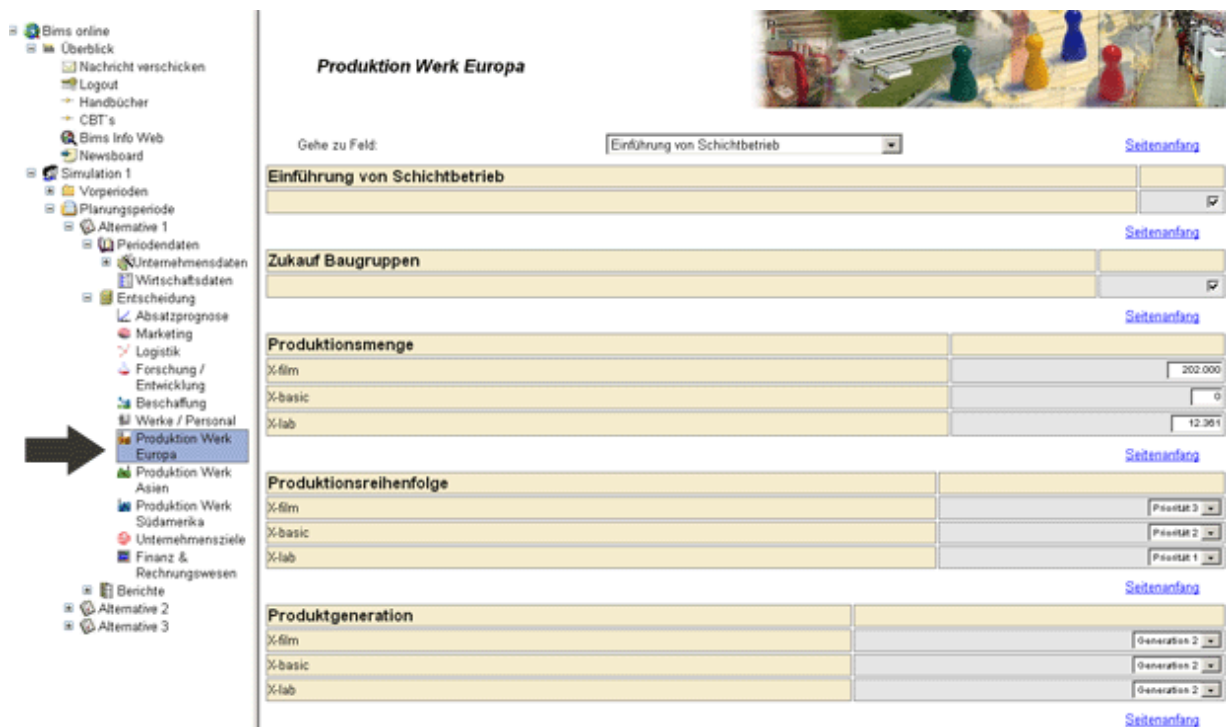 Bims online
Überblick
Nachricht verschicken
Logout
Handbücher
CBT's
Bims Info Web
Newsboard
Simulation 1
Vorperioden
Planungsperiode
Alternative 1
Periodendaten
Unternehmensdaten
Wirtschaftsdaten
Entscheidung
Absatzprognose
Marketing
Logistik
Forschung /
Entwicklung
Beschaffung
Werke / Personal
Produktion Werk
Europa
Produktion Werk
Asien
Produktion Werk
Südamerika
Unternehmensziele
Finanz &
Rechnungswesen
Berichte
Alternative 2
Alternative 3
Produktion Werk Europa
Gehe zu Feld: Einführung von Schichtbetrieb Seitenanfang
Einführung von Schichtbetrieb
Seitenanfang
Zukauf Baugruppen
Seitenanfang
Produktionsmenge
X-film 202.000
X-basic 0
X-lab 12.361
Seitenanfang
Produktionsreihenfolge
X-film Priorität 3
X-basic Priorität 2
X-lab Priorität 1
Seitenanfang
Produktgeneration
X-film Generation 2
X-basic Generation 2
X-lab Generation 2
Seitenanfang